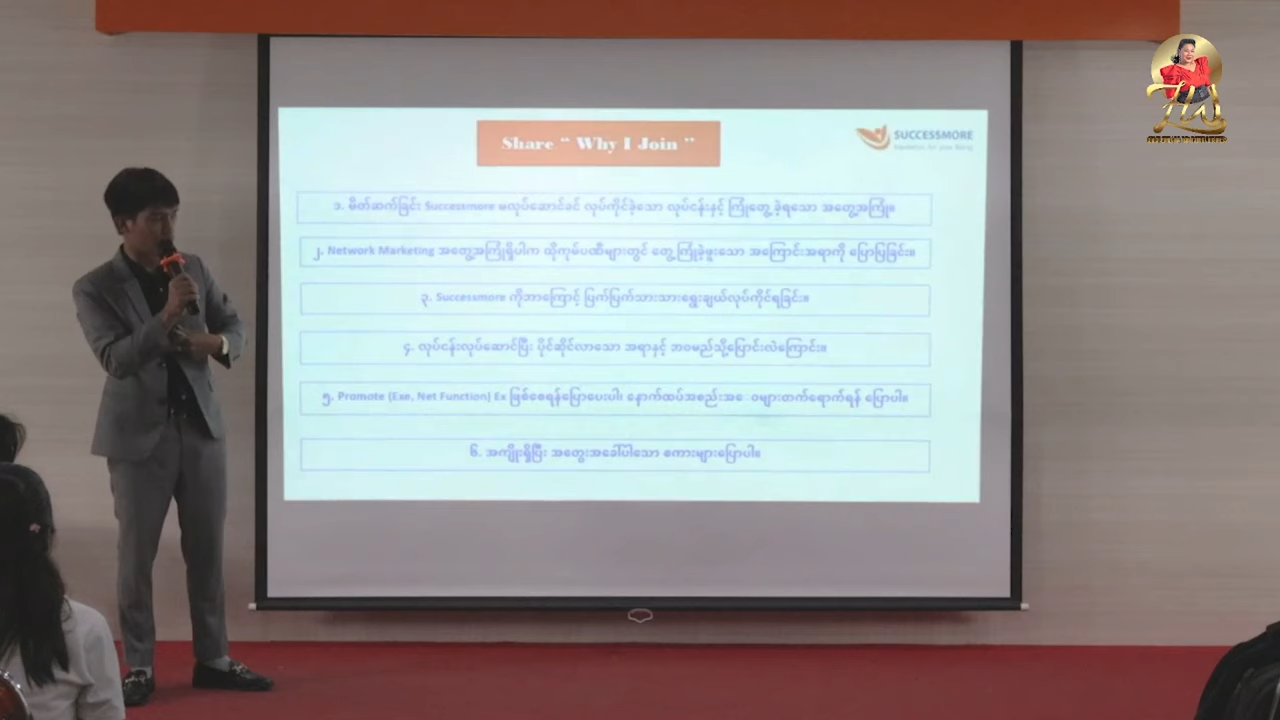 Share “ Why I Join ”
SUCCESSMORE
၁. မိတ်ဆက်ခြင်း Successmore မလုပ်ဆောင်ခင် လုပ်ကိုင်ခဲ့သော လုပ်ငန်းနှင့် ကြုံတွေ့ခဲ့ရသော အတွေ့အကြုံ။
၂. Network Marketing အတွေ့အကြုံရှိပါက ထိုကုမ်ပဏီများတွင် တွေ့ကြုံခဲ့ဖူးသော အကြောင်းအရာကို ပြောပြခြင်း။
၃. Successmore ကိုဘာကြောင့် ပြက်ပြက်သားသားရွေးချယ်လုပ်ကိုင်ရခြင်း။
၄. လုပ်ငန်းလုပ်ဆောင်ပြီး ပိုင်ဆိုင်လာသော အရာနှင့် ဘဝမည်သို့ပြောင်းလဲကြောင်း။
၅. Promote (Exe, Net Function) Ex ဖြစ်စေရန်ပြောပေးပါ၊ နောက်ထပ်အစည်းအဝေများတက်ရောက်ရန် ပြောပါ။
၆. အကျိုးရှိပြီး အတွေးအခေါ်ပါသော စကားများပြောပါ။